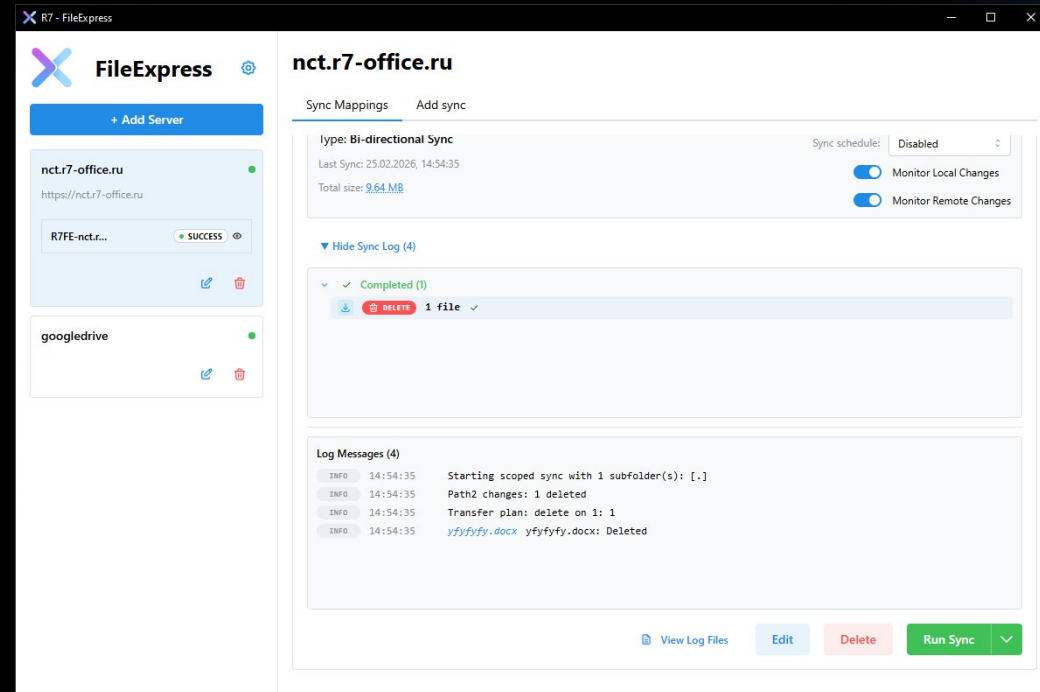 R7 - FileExpress
FileExpress
+ Add Server
nct.r7-office.ru
https://nct.r7-office.ru
R7FE-nct.r...
SUCCESS
googledrive
nct.r7-office.ru
Sync Mappings
Add sync
Type: Bi-directional Sync
Sync schedule:
Disabled
Last Sync: 25.02.2026, 14:54:35
Monitor Local Changes
Total size: 9.64 MB
Monitor Remote Changes
▼ Hide Sync Log (4)
Completed (1)
DELETE 1 file
Log Messages (4)
INFO 14:54:35 Starting scoped sync with 1 subfolder(s): [.]
INFO 14:54:35 Path2 changes: 1 deleted
INFO 14:54:35 Transfer plan: delete on 1: 1
INFO 14:54:35 yfyfyfy.docx yfyfyfy.docx: Deleted
View Log Files
Edit
Delete
Run Sync